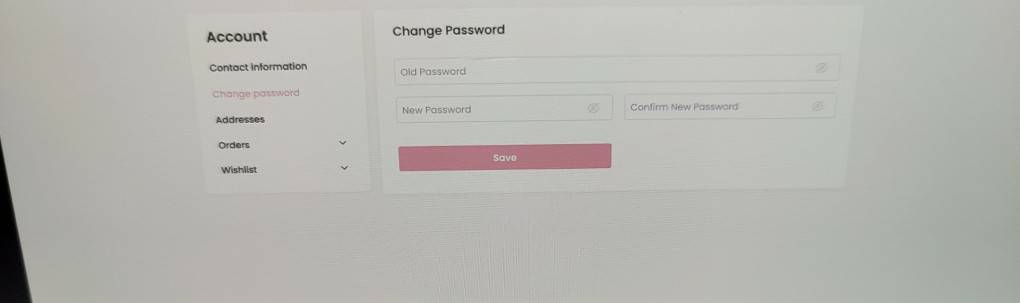 Account
Contact information
Change password
Addresses
Orders
Wishlist
Change Password
Old Password
New Password
Confirm New Password
Save